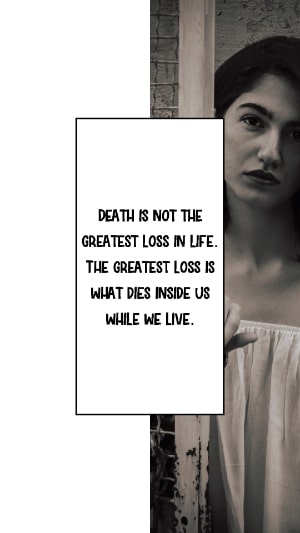 DEATH IS NOT THE
GREATEST LOSS IN LIFE.
THE GREATEST LOSS IS
WHAT DIES INSIDE US
WHILE WE LIVE.